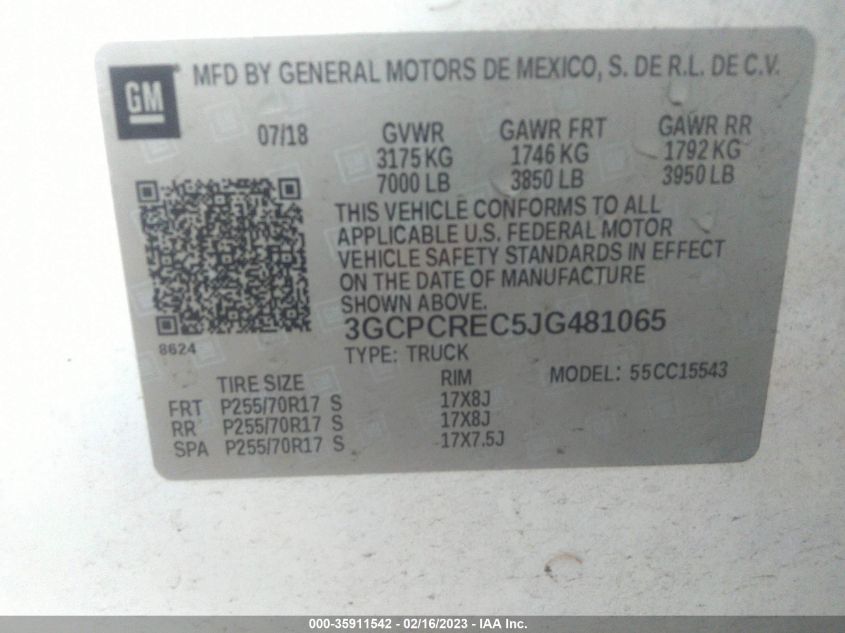 GM
MFD BY GENERAL MOTORS DE MEXICO, S. DE R.L. DE C.V.
07/18 GVWR GAWR FRT GAWR RR
3175 KG 1746 KG 1792 KG
7000 LB 3850 LB 3950 LB
THIS VEHICLE CONFORMS TO ALL
APPLICABLE U.S. FEDERAL MOTOR
VEHICLE SAFETY STANDARDS IN EFFECT
ON THE DATE OF MANUFACTURE
SHOWN ABOVE.
3GCPCREC5JG481065
8624
TYPE: TRUCK
MODEL: 55CC15543
TIRE SIZE RIM
FRT P255/70R17 S 17X8J
RR P255/70R17 S 17X8J
SPA P255/70R17 S 17X7.5J
000-35911542 - 02/16/2023 - IAA Inc.